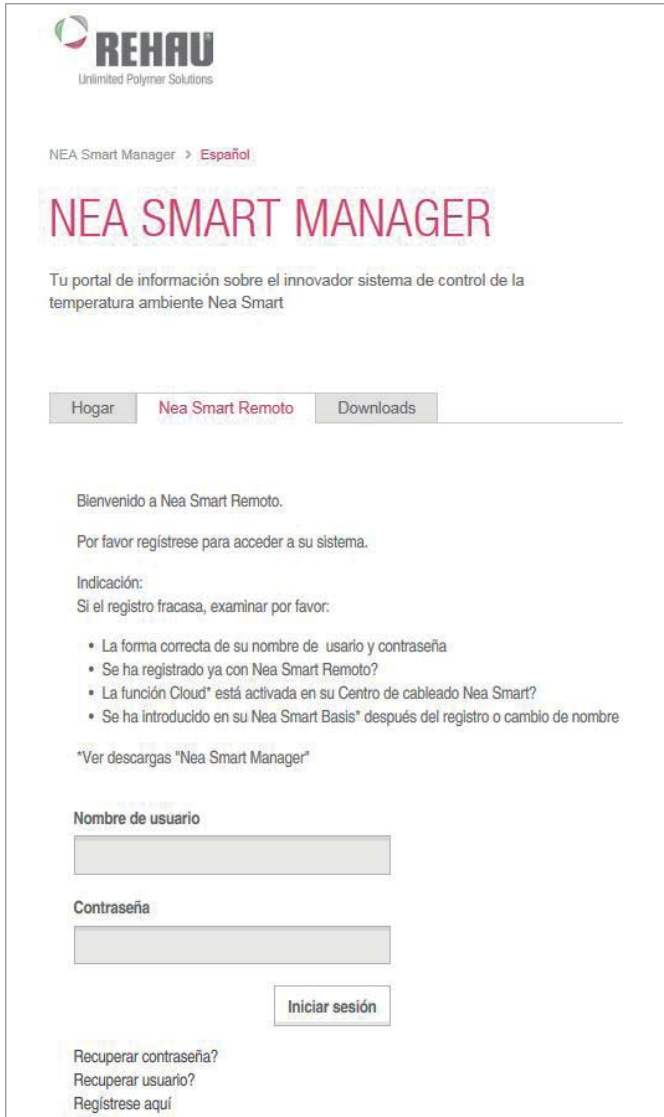 REHAU
Unlimited Polymer Solutions
NEA Smart Manager > Español
NEA SMART MANAGER
Tu portal de información sobre el innovador sistema de control de la
temperatura ambiente Nea Smart
Hogar Nea Smart Remoto Downloads
Bienvenido a Nea Smart Remoto.
Por favor regístrese para acceder a su sistema.
Indicación:
Si el registro fracasa, examinar por favor:
• La forma correcta de su nombre de usario y contraseña
• Se ha registrado ya con Nea Smart Remoto?
• La función Cloud* está activada en su Centro de cableado Nea Smart?
• Se ha introducido en su Nea Smart Basis* después del registro o cambio de nombre
*Ver descargas "Nea Smart Manager"
Nombre de usuario
Contraseña
Iniciar sesión
Recuperar contraseña?
Recuperar usuario?
Regístrese aquí